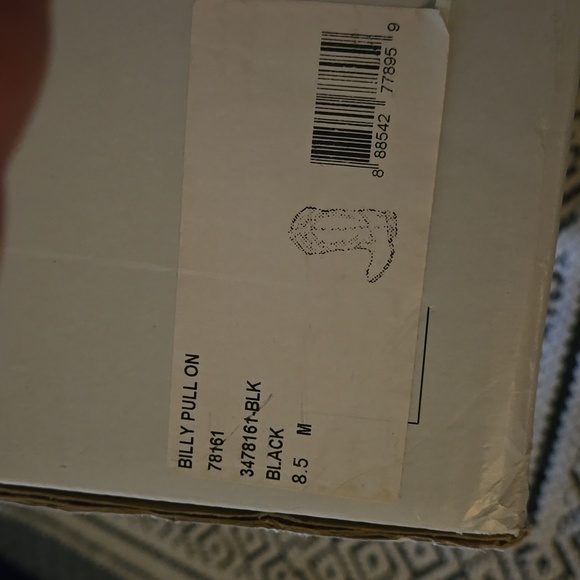 BILLY PULL ON
78161
3478161-BLK
BLACK
8.5 M
8 88542 77895 9